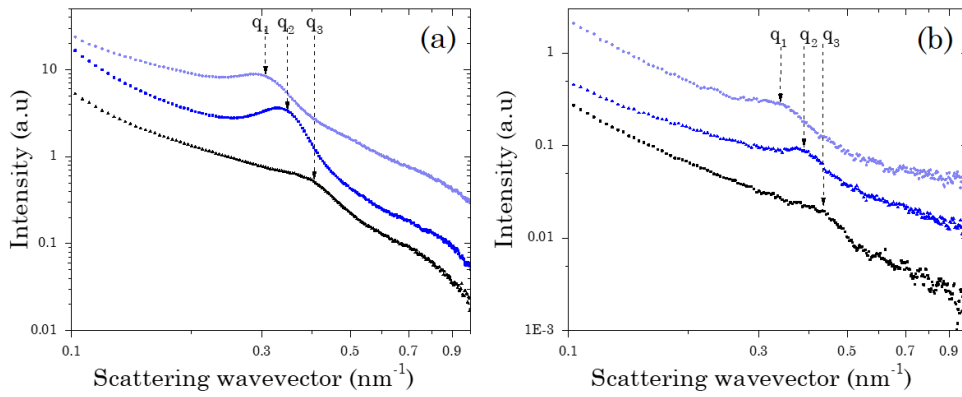 q1 q2 q3 (a)
10
1
0.1
0.01
Intensity (a.u)
0.1 0.3 0.5 0.7 0.9
Scattering wavevector (nm-1)
q1 q2 q3 (b)
1
0.1
0.01
1E-3
Intensity (a.u)
0.1 0.3 0.5 0.7 0.9
Scattering wavevector (nm-1)